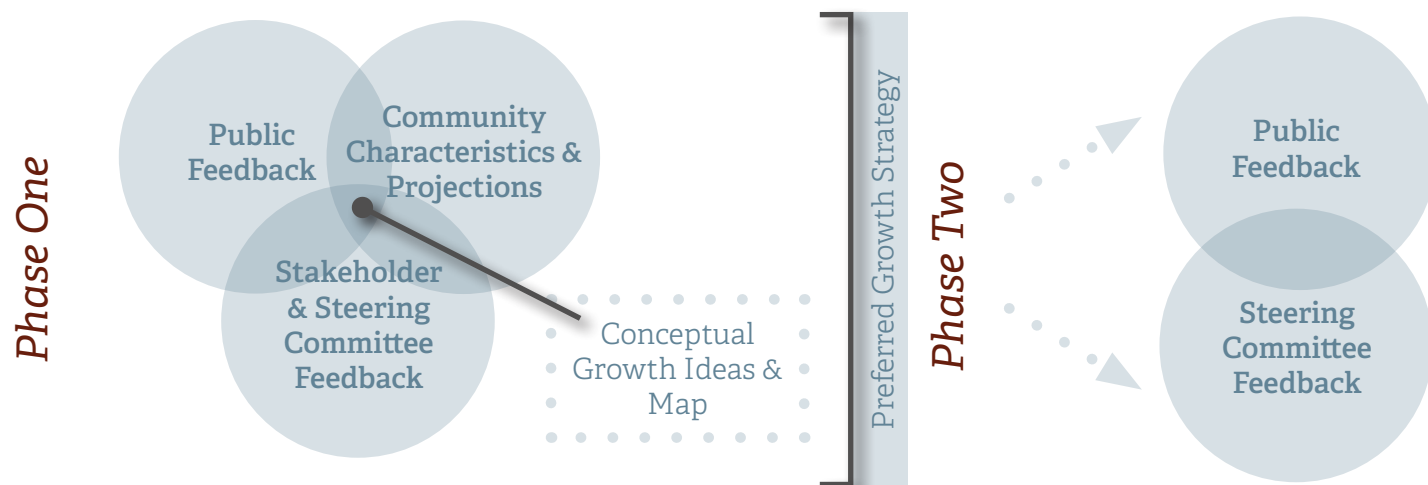 Phase One
Public
Feedback
Community
Characteristics &
Projections
Stakeholder
& Steering
Committee
Feedback
Conceptual
Growth Ideas &
Map
Preferred Growth Strategy
Phase Two
Public
Feedback
Steering
Committee
Feedback